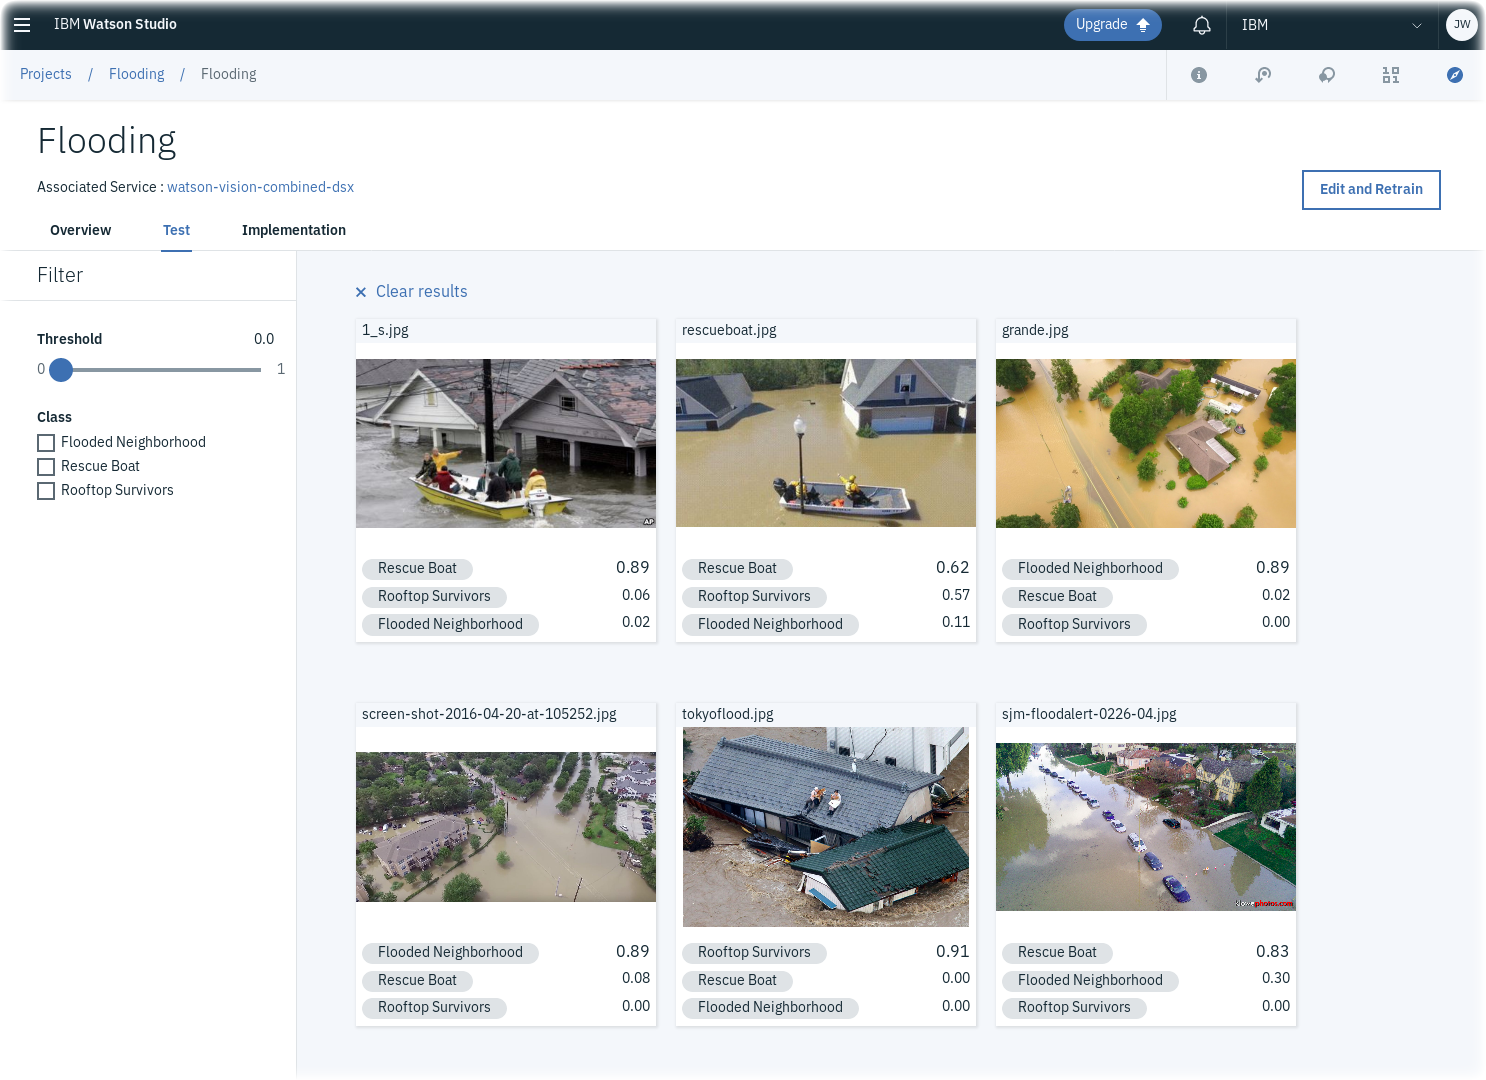 IBM Watson Studio
Upgrade
IBM
JW
Projects / Flooding / Flooding
Flooding
Associated Service : watson-vision-combined-dsx
Edit and Retrain
Overview
Test
Implementation
Filter
Threshold 0.0
0 1
Class
Flooded Neighborhood
Rescue Boat
Rooftop Survivors
Clear results
1_s.jpg
AP
Rescue Boat 0.89
Rooftop Survivors 0.06
Flooded Neighborhood 0.02
rescueboat.jpg
Rescue Boat 0.62
Rooftop Survivors 0.57
Flooded Neighborhood 0.11
grande.jpg
Flooded Neighborhood 0.89
Rescue Boat 0.02
Rooftop Survivors 0.00
screen-shot-2016-04-20-at-105252.jpg
Flooded Neighborhood 0.89
Rescue Boat 0.08
Rooftop Survivors 0.00
tokyoflood.jpg
Rooftop Survivors 0.91
Rescue Boat 0.00
Flooded Neighborhood 0.00
sjm-floodalert-0226-04.jpg
Rescue Boat 0.83
Flooded Neighborhood 0.30
Rooftop Survivors 0.00